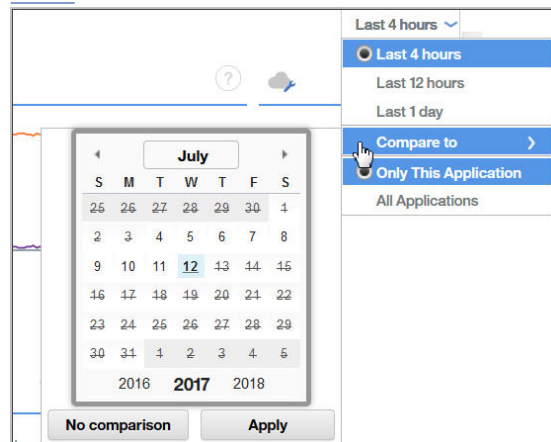 Last 4 hours
Last 4 hours
?
Last 12 hours
Last 1 day
Compare to
Only This Application
All Applications
July
S M T W T F S
25 26 27 28 29 30 1
2 3 4 5 6 7 8
9 10 11 12 13 14 15
16 17 18 19 20 21 22
23 24 25 26 27 28 29
30 31 1 2 3 4 5
2016 2017 2018
No comparison Apply